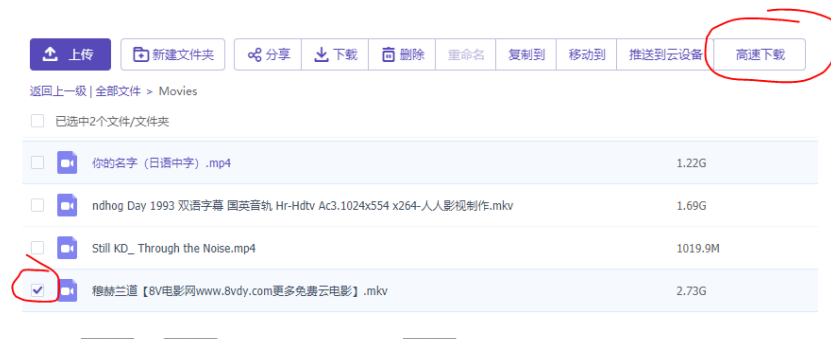 上传 新建文件夹 分享 下载 删除 重命名 复制到 移动到 推送到云设备 高速下载
返回上一级 | 全部文件 > Movies
已选中2个文件/文件夹
你的名字（日语中字）.mp4 1.22G
ndhog Day 1993 双语字幕 国英音轨 Hr-Hdtv Ac3.1024x554 x264-人人影视制作.mkv 1.69G
Still KD_ Through the Noise.mp4 1019.9M
穆赫兰道【8V电影网www.8vdy.com更多免费云电影】.mkv 2.73G